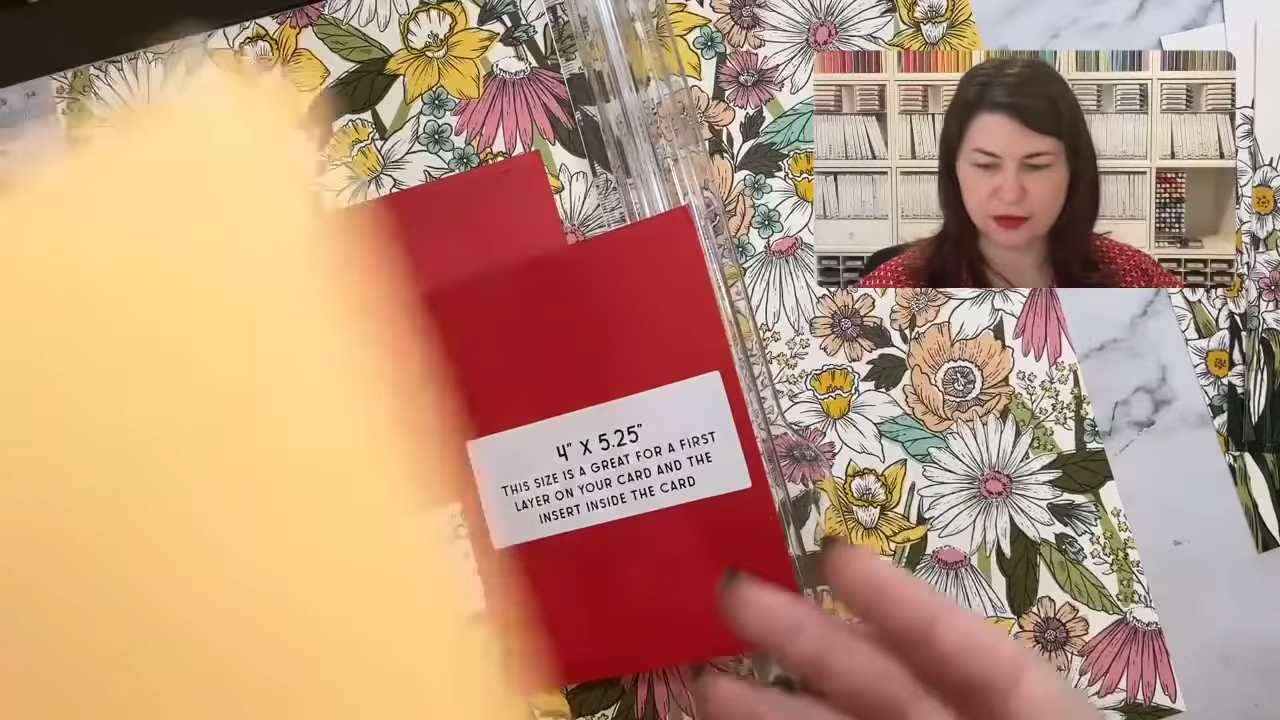 4" X 5.25"
THIS SIZE IS A GREAT FOR A FIRST
LAYER ON YOUR CARD AND THE
INSERT INSIDE THE CARD